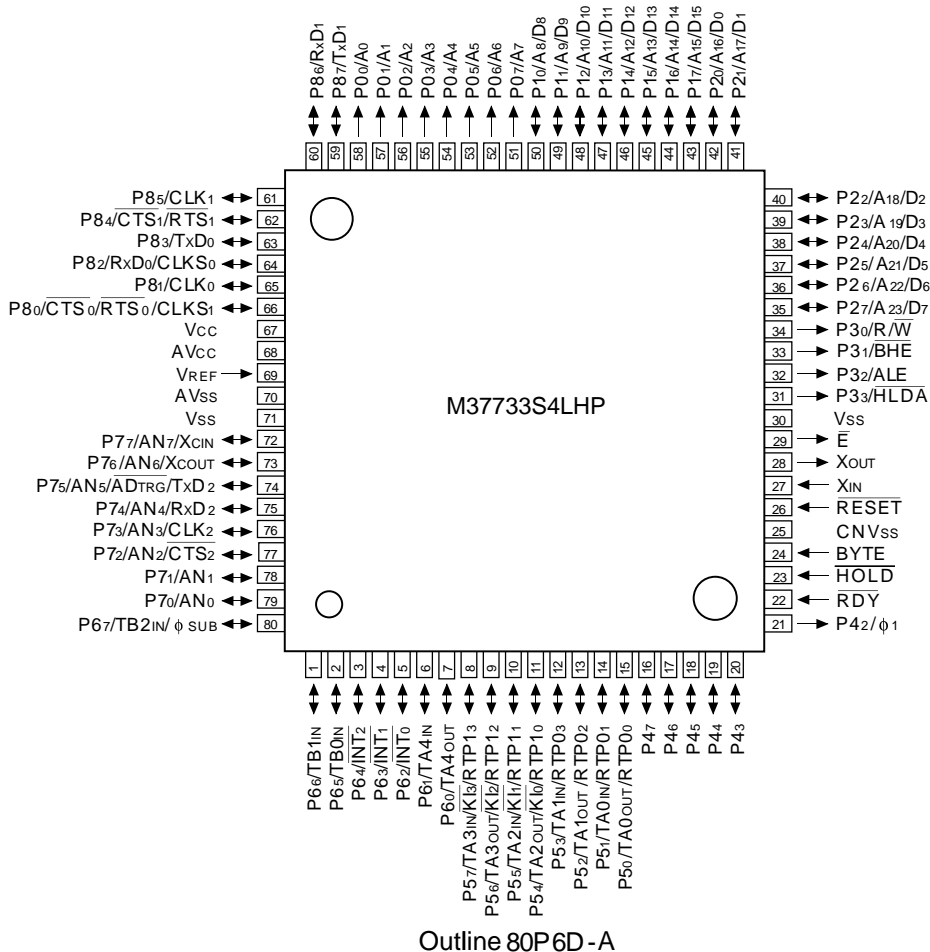 P86/RxD1
P87/TxD1
P00/A0
P01/A1
P02/A2
P03/A3
P04/A4
P05/A5
P06/A6
P07/A7
P10/A8/D8
P11/A9/D9
P12/A10/D10
P13/A11/D11
P14/A12/D12
P15/A13/D13
P16/A14/D14
P17/A15/D15
P20/A16/D0
P21/A17/D1
60 59 58 57 56 55 54 53 52 51 50 49 48 47 46 45 44 43 42 41
P85/CLK1 61
P84/CTS1/RTS1 62
P83/TxD0 63
P82/RxD0/CLKS0 64
P81/CLK0 65
P80/CTS0/RTS0/CLKS1 66
VCC 67
AVCC 68
VREF 69
AVSS 70
VSS 71
P77/AN7/XCIN 72
P76/AN6/XCOUT 73
P75/AN5/ADTRG/TxD2 74
P74/AN4/RxD2 75
P73/AN3/CLK2 76
P72/AN2/CTS2 77
P71/AN1 78
P70/AN0 79
P67/TB2IN/ϕSUB 80
M37733S4LHP
40 P22/A18/D2
39 P23/A19/D3
38 P24/A20/D4
37 P25/A21/D5
36 P26/A22/D6
35 P27/A23/D7
34 P30/R/W
33 P31/BHE
32 P32/ALE
31 P33/HLDA
30 VSS
29 E
28 XOUT
27 XIN
26 RESET
25 CNVSS
24 BYTE
23 HOLD
22 RDY
21 P42/ϕ1
1 2 3 4 5 6 7 8 9 10 11 12 13 14 15 16 17 18 19 20
P66/TB1IN
P65/TB0IN
P64/INT2
P63/INT1
P62/INT0
P61/TA4IN
P60/TA4OUT
P57/TA3IN/KI3/RTP13
P56/TA3OUT/KI2/RTP12
P55/TA2IN/KI1/RTP11
P54/TA2OUT/KI0/RTP10
P53/TA1IN/RTP03
P52/TA1OUT/RTP02
P51/TA0IN/RTP01
P50/TA0OUT/RTP00
P47
P46
P45
P44
P43
Outline 80P6D-A